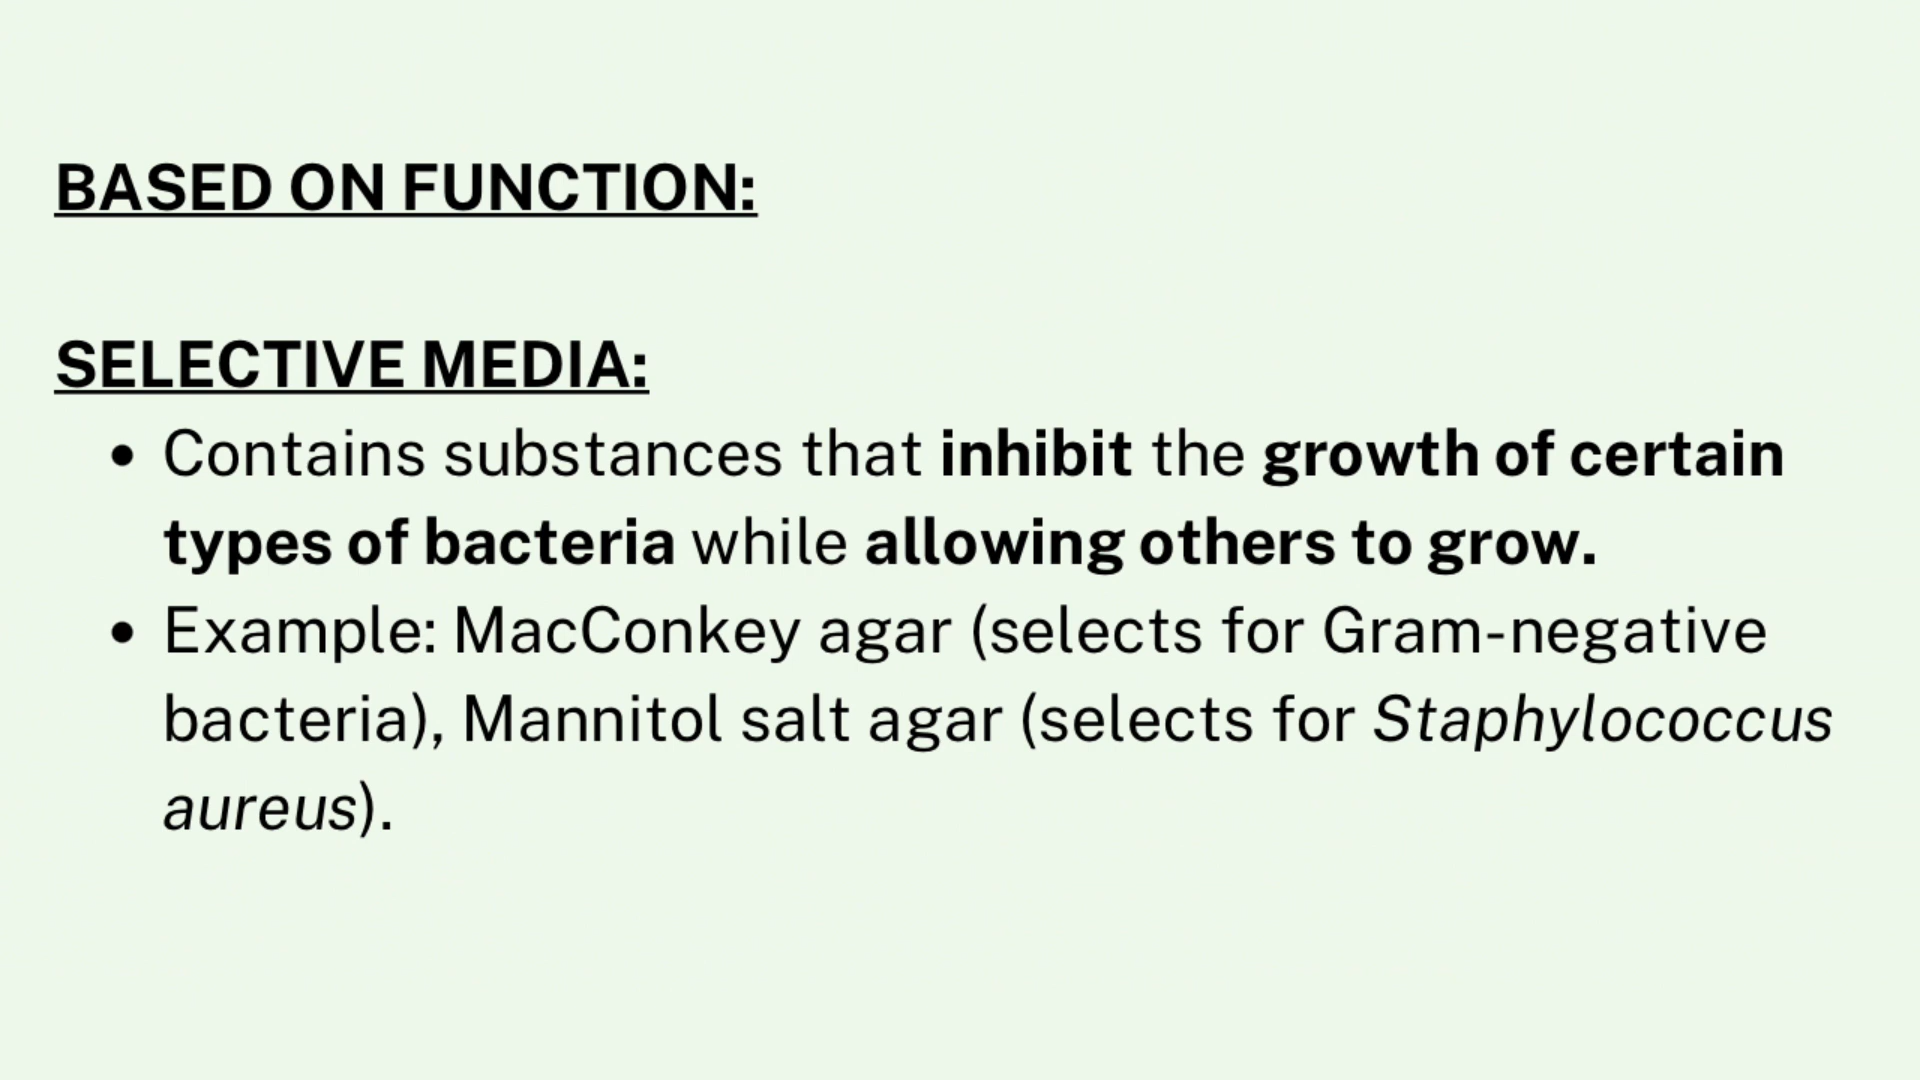 BASED ON FUNCTION:
SELECTIVE MEDIA:
• Contains substances that inhibit the growth of certain
types of bacteria while allowing others to grow.
• Example: MacConkey agar (selects for Gram-negative
bacteria), Mannitol salt agar (selects for Staphylococcus
aureus).